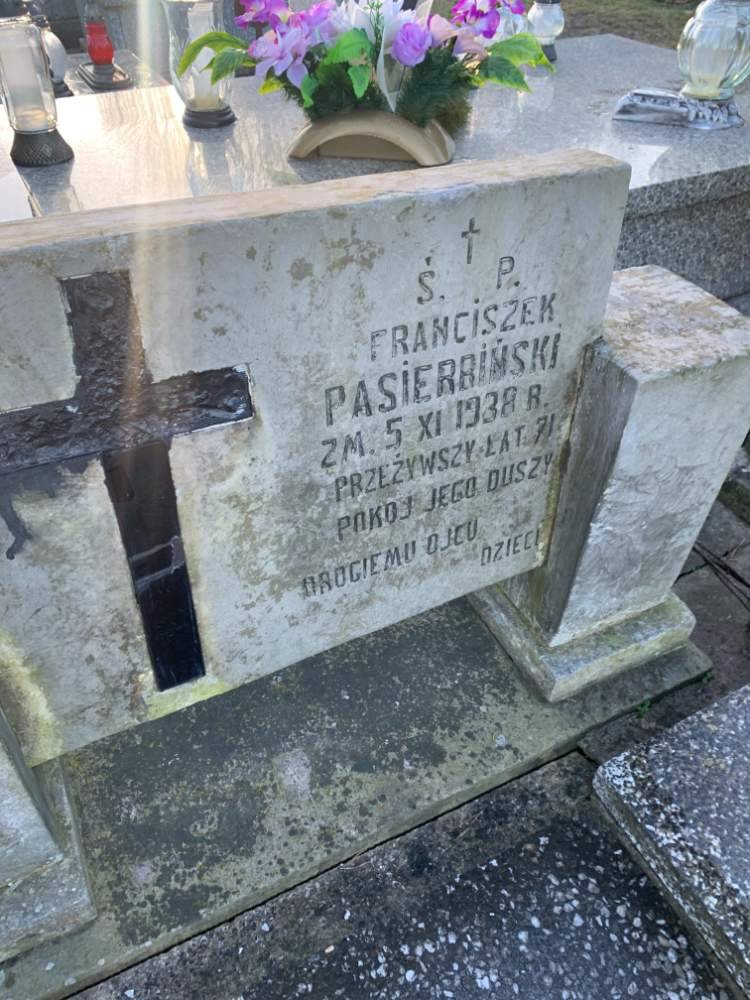 Ś. P.
FRANCISZEK
PASIERBIŃSKI
ZM. 5 XI 1938 R.
PRZEŻYWSZY LAT 71
POKÓJ JEGO DUSZY
DROGIEMU OJCU
DZIECI